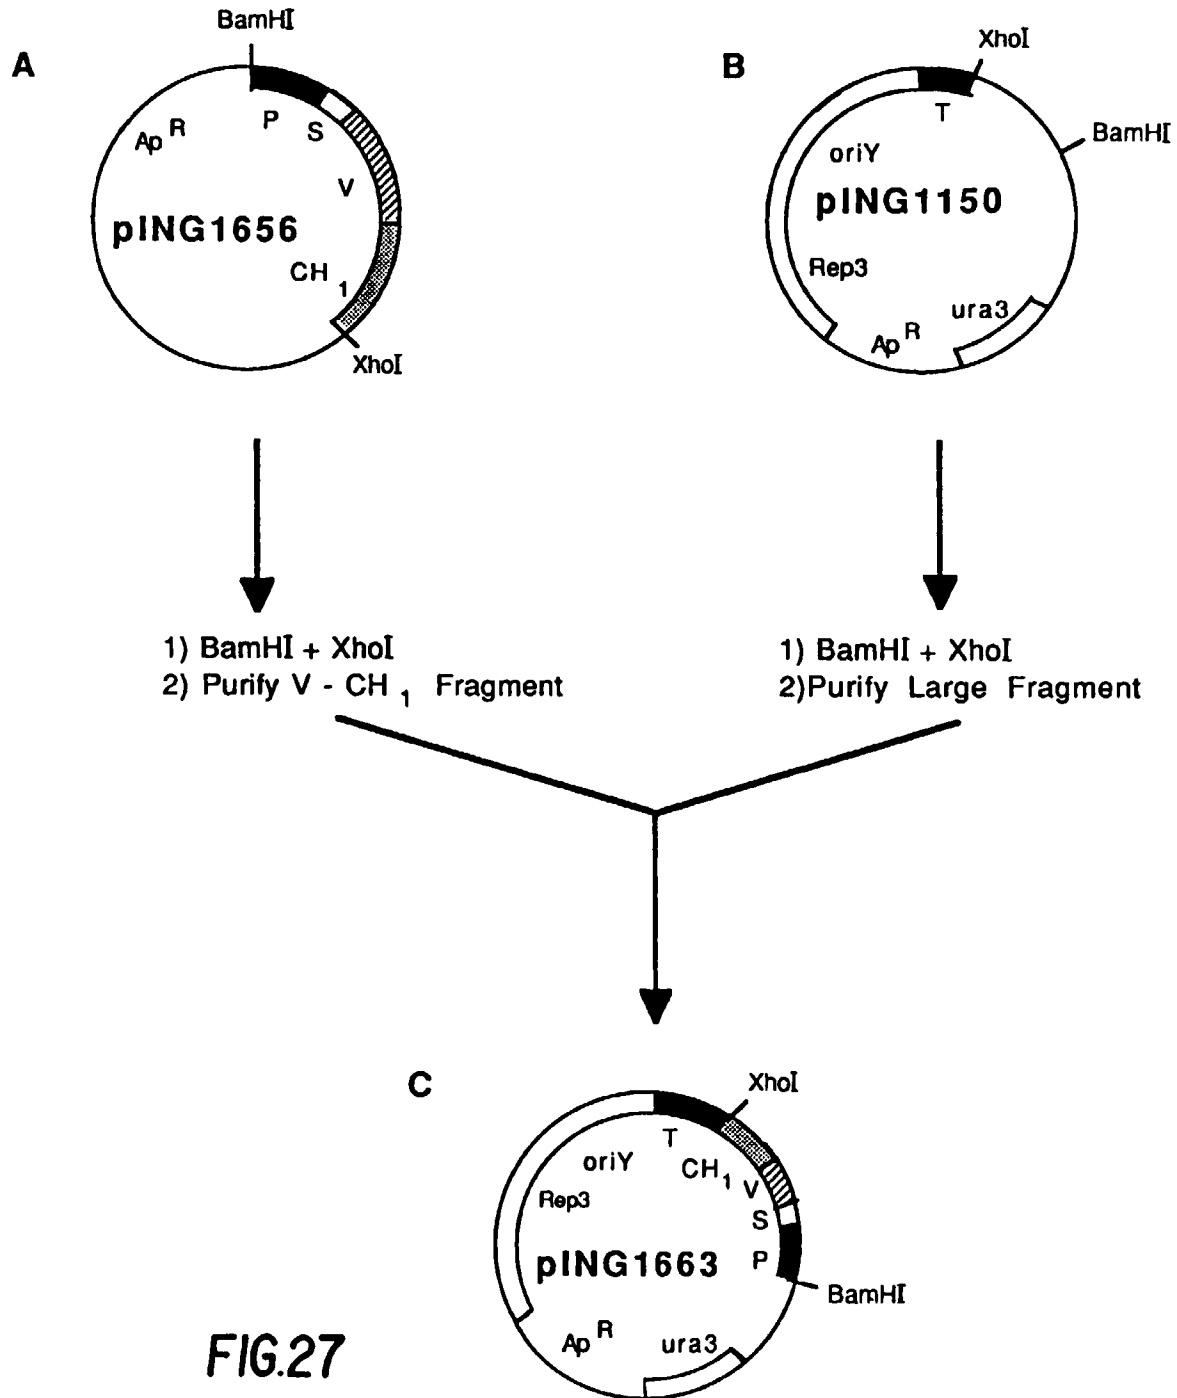 A
BamHI
Ap R
P
S
V
pING1656
CH 1
XhoI
B
XhoI
BamHI
T
oriY
pING1150
Rep3
ura3
Ap R
1) BamHI + XhoI
2) Purify V - CH 1 Fragment
1) BamHI + XhoI
2)Purify Large Fragment
C
XhoI
T
oriY
CH 1
Rep3
V
S
pING1663
P
BamHI
Ap R
ura3
FIG.27